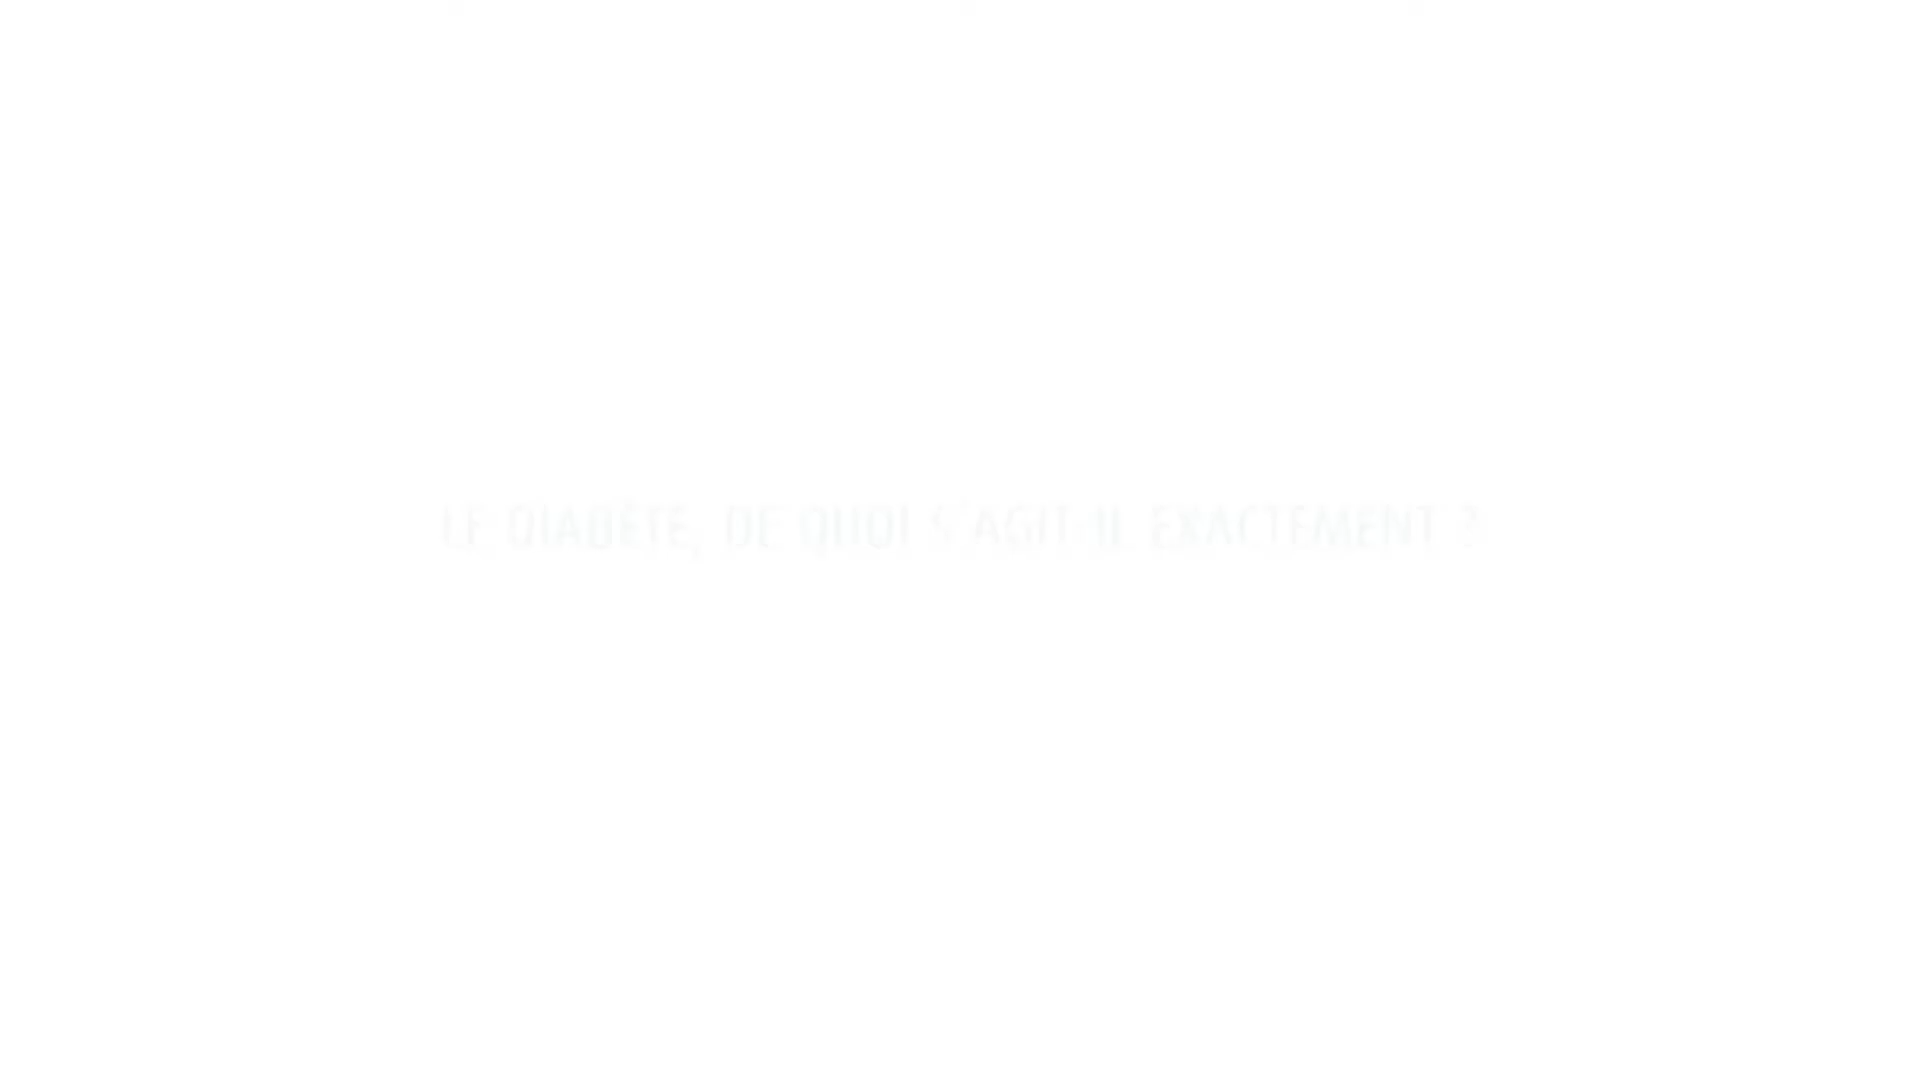 LE DIABÈTE, DE QUOI S'AGIT-IL EXACTEMENT ?